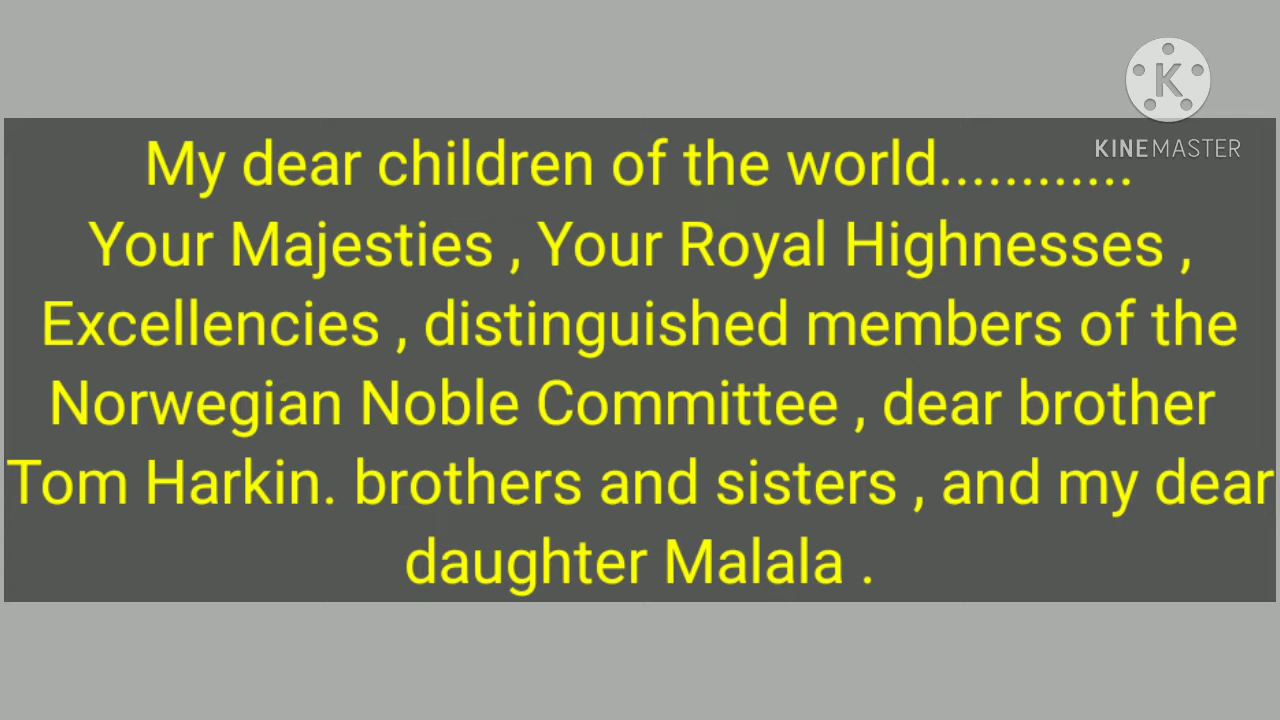 KINEMASTER
My dear children of the world............
Your Majesties , Your Royal Highnesses ,
Excellencies , distinguished members of the
Norwegian Noble Committee , dear brother
Tom Harkin. brothers and sisters , and my dear
daughter Malala .